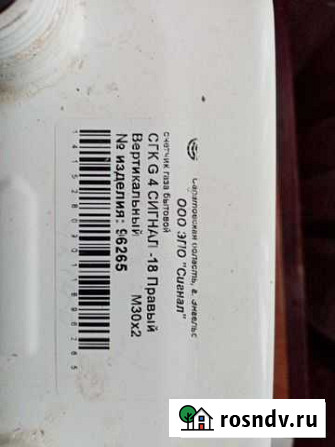 Саратовская область, г. Энгельс
ООО ЭПО "Сигнал"
счетчик газа бытовой
СГК G 4 СИГНАЛ -18 Правый
Вертикальный M30x2
№ изделия: 96265
rosndv.ru